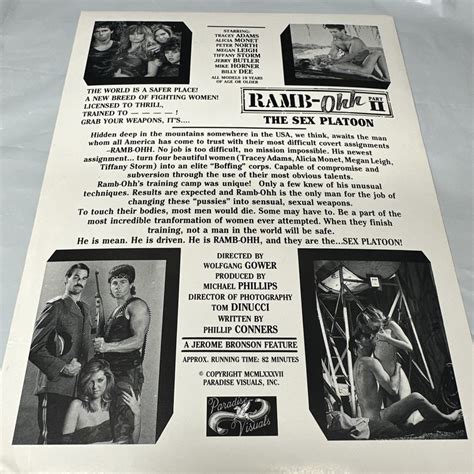 STARRING:
TRACEY ADAMS
ALICIA MONET
PETER NORTH
MEGAN LEIGH
TIFFANY STORM
JERRY BUTLER
MIKE HORNER
BILLY DEE
ALL MODELS 18 YEARS
OF AGE OR OLDER
THE WORLD IS A SAFER PLACE!
A NEW BREED OF FIGHTING WOMEN!
LICENSED TO THRILL,
TRAINED TO — — — — !
GRAB YOUR WEAPONS, IT'S....
RAMB-Ohh PART II
THE SEX PLATOON
Hidden deep in the mountains somewhere in the USA, we think, awaits the man
whom all America has come to trust with their most difficult covert assignments
–RAMB-OHH. No job is too difficult, no mission impossible. His newest
assignment... turn four beautiful women (Tracey Adams, Alicia Monet, Megan Leigh,
Tiffany Storm) into an elite "Boffing" corps. Capable of compromise and
subversion through the use of their most obvious talents.
Ramb-Ohh's training camp was unique! Only a few knew of his unusual
techniques. Results are expected and Ramb-Ohh is the only man for the job of
changing these "pussies" into sensual, sexual weapons.
To touch their bodies, most men would die. Some may have to. Be a part of the
most incredible tranformation of women ever attempted. When they finish
training, not a man in the world will be safe.
He is mean. He is driven. He is RAMB-OHH, and they are the...SEX PLATOON!
DIRECTED BY
WOLFGANG GOWER
PRODUCED BY
MICHAEL PHILLIPS
DIRECTOR OF PHOTOGRAPHY
TOM DINUCCI
WRITTEN BY
PHILLIP CONNERS
A JEROME BRONSON FEATURE
APPROX. RUNNING TIME: 82 MINUTES
© COPYRIGHT MCMLXXXVII
PARADISE VISUALS, INC.
Paradise
Visuals